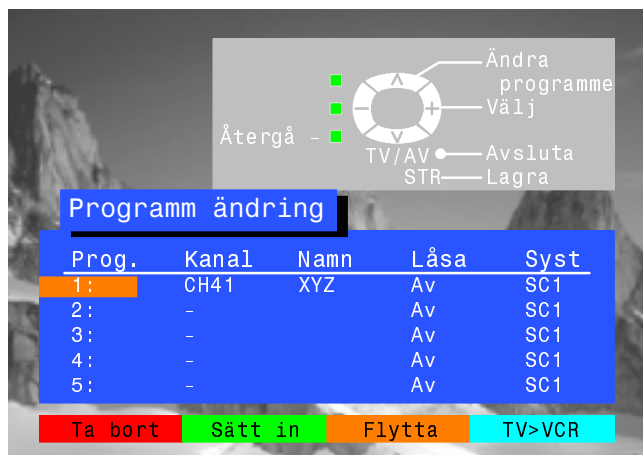 Ändra
programme
Välj
Återgå –
TV/AV Avsluta
STR Lagra
Programm ändring
Prog. Kanal Namn Låsa Syst
1: CH41 XYZ Av SC1
2: – Av SC1
3: – Av SC1
4: – Av SC1
5: – Av SC1
Ta bort Sätt in Flytta TV>VCR